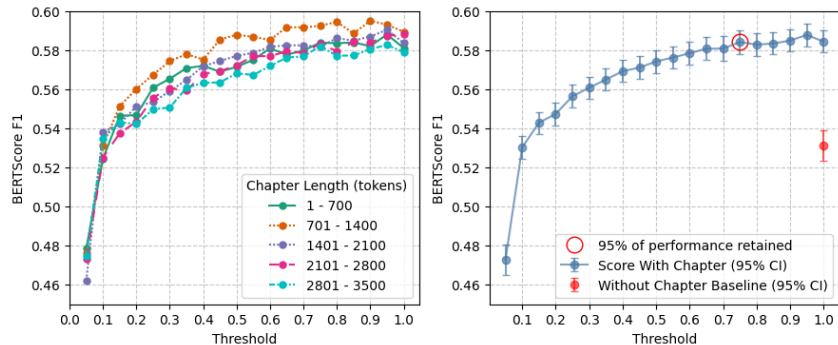 0.60
0.58
0.56
0.54
0.52
0.50
0.48
0.46
BERTScore F1
0.0 0.1 0.2 0.3 0.4 0.5 0.6 0.7 0.8 0.9 1.0
Threshold
Chapter Length (tokens)
1 - 700
701 - 1400
1401 - 2100
2101 - 2800
2801 - 3500
0.60
0.58
0.56
0.54
0.52
0.50
0.48
0.46
BERTScore F1
0.1 0.2 0.3 0.4 0.5 0.6 0.7 0.8 0.9 1.0
Threshold
95% of performance retained
Score With Chapter (95% CI)
Without Chapter Baseline (95% CI)